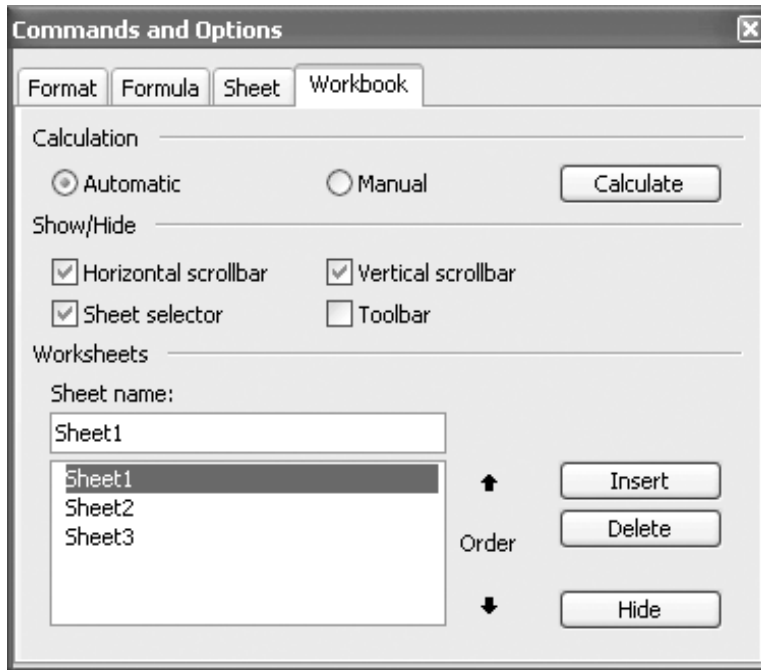 Commands and Options
Format Formula Sheet Workbook
Calculation
Automatic Manual Calculate
Show/Hide
Horizontal scrollbar Vertical scrollbar
Sheet selector Toolbar
Worksheets
Sheet name:
Sheet1
Sheet1
Sheet2
Sheet3
Order
Insert
Delete
Hide